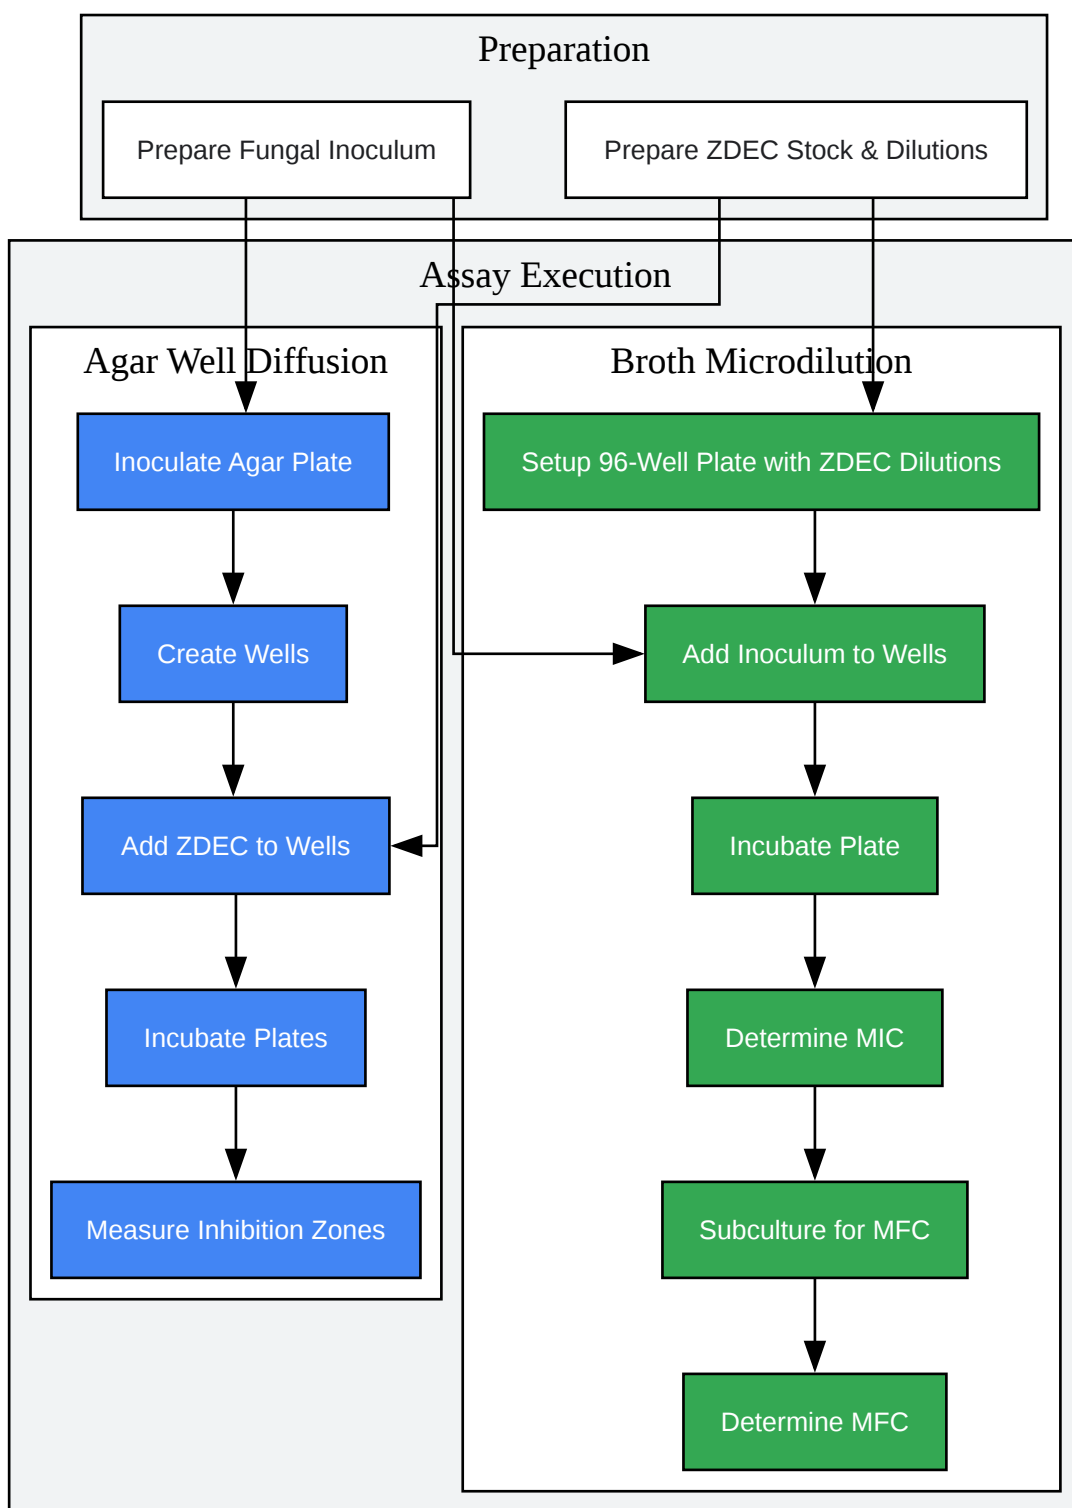 Preparation
Prepare Fungal Inoculum
Prepare ZDEC Stock & Dilutions
Assay Execution
Agar Well Diffusion
Inoculate Agar Plate
Create Wells
Add ZDEC to Wells
Incubate Plates
Measure Inhibition Zones
Broth Microdilution
Setup 96-Well Plate with ZDEC Dilutions
Add Inoculum to Wells
Incubate Plate
Determine MIC
Subculture for MFC
Determine MFC